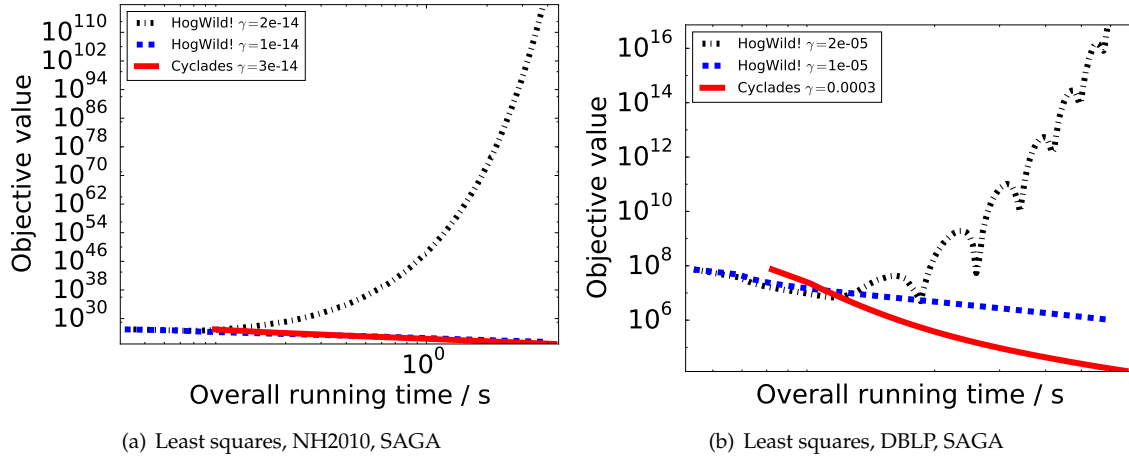 HogWild! γ=2e-14
HogWild! γ=1e-14
Cyclades γ=3e-14
10^110
10^102
10^94
10^86
10^78
10^70
10^62
10^54
10^46
10^38
10^30
Objective value
10^0
Overall running time / s
(a) Least squares, NH2010, SAGA
HogWild! γ=2e-05
HogWild! γ=1e-05
Cyclades γ=0.0003
10^16
10^14
10^12
10^10
10^8
10^6
Objective value
Overall running time / s
(b) Least squares, DBLP, SAGA